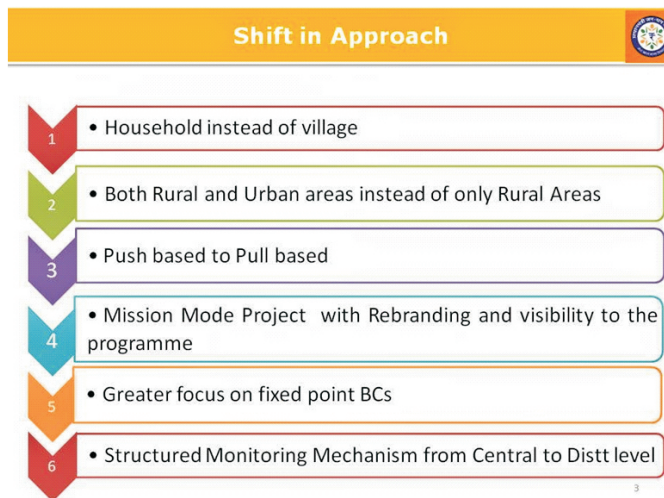 Shift in Approach
1
• Household instead of village
2
• Both Rural and Urban areas instead of only Rural Areas
3
• Push based to Pull based
4
• Mission Mode Project with Rebranding and visibility to the
programme
5
• Greater focus on fixed point BCs
6
• Structured Monitoring Mechanism from Central to Distt level
3